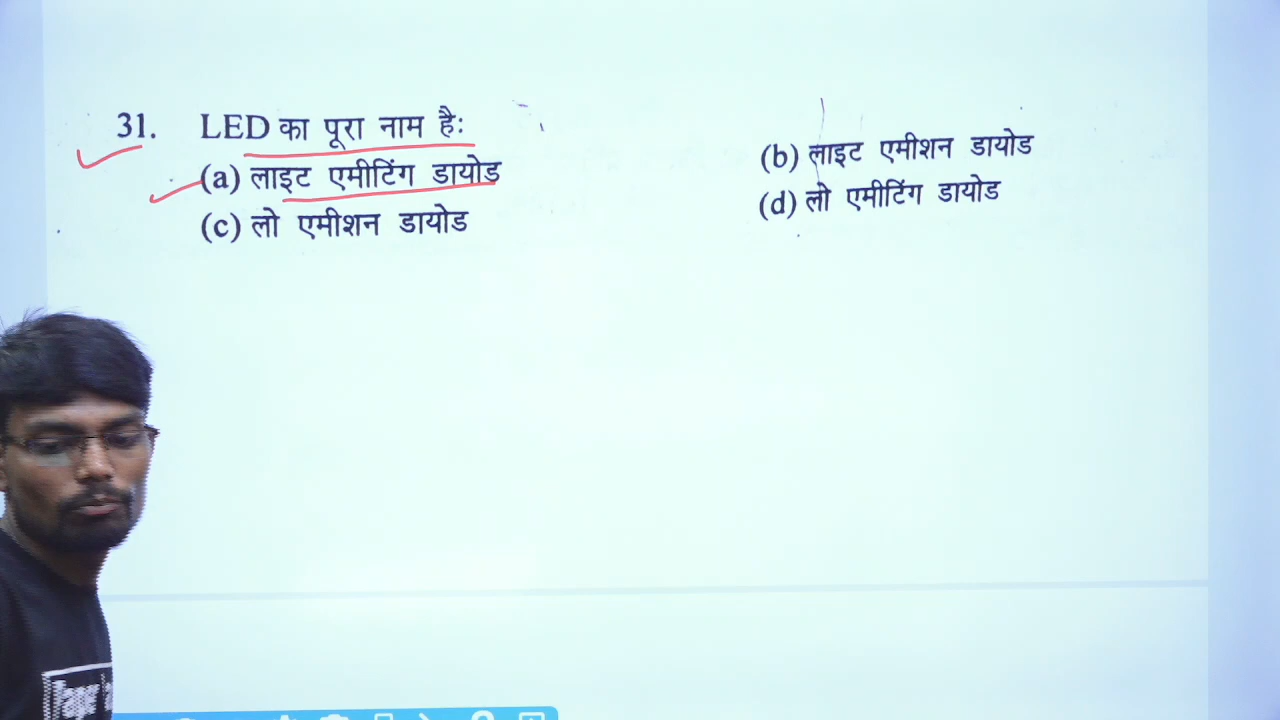 31. LED का पूरा नाम है:
(a) लाइट एमीटिंग डायोड (b) लाइट एमीशन डायोड
(c) लो एमीशन डायोड (d) लो एमीटिंग डायोड